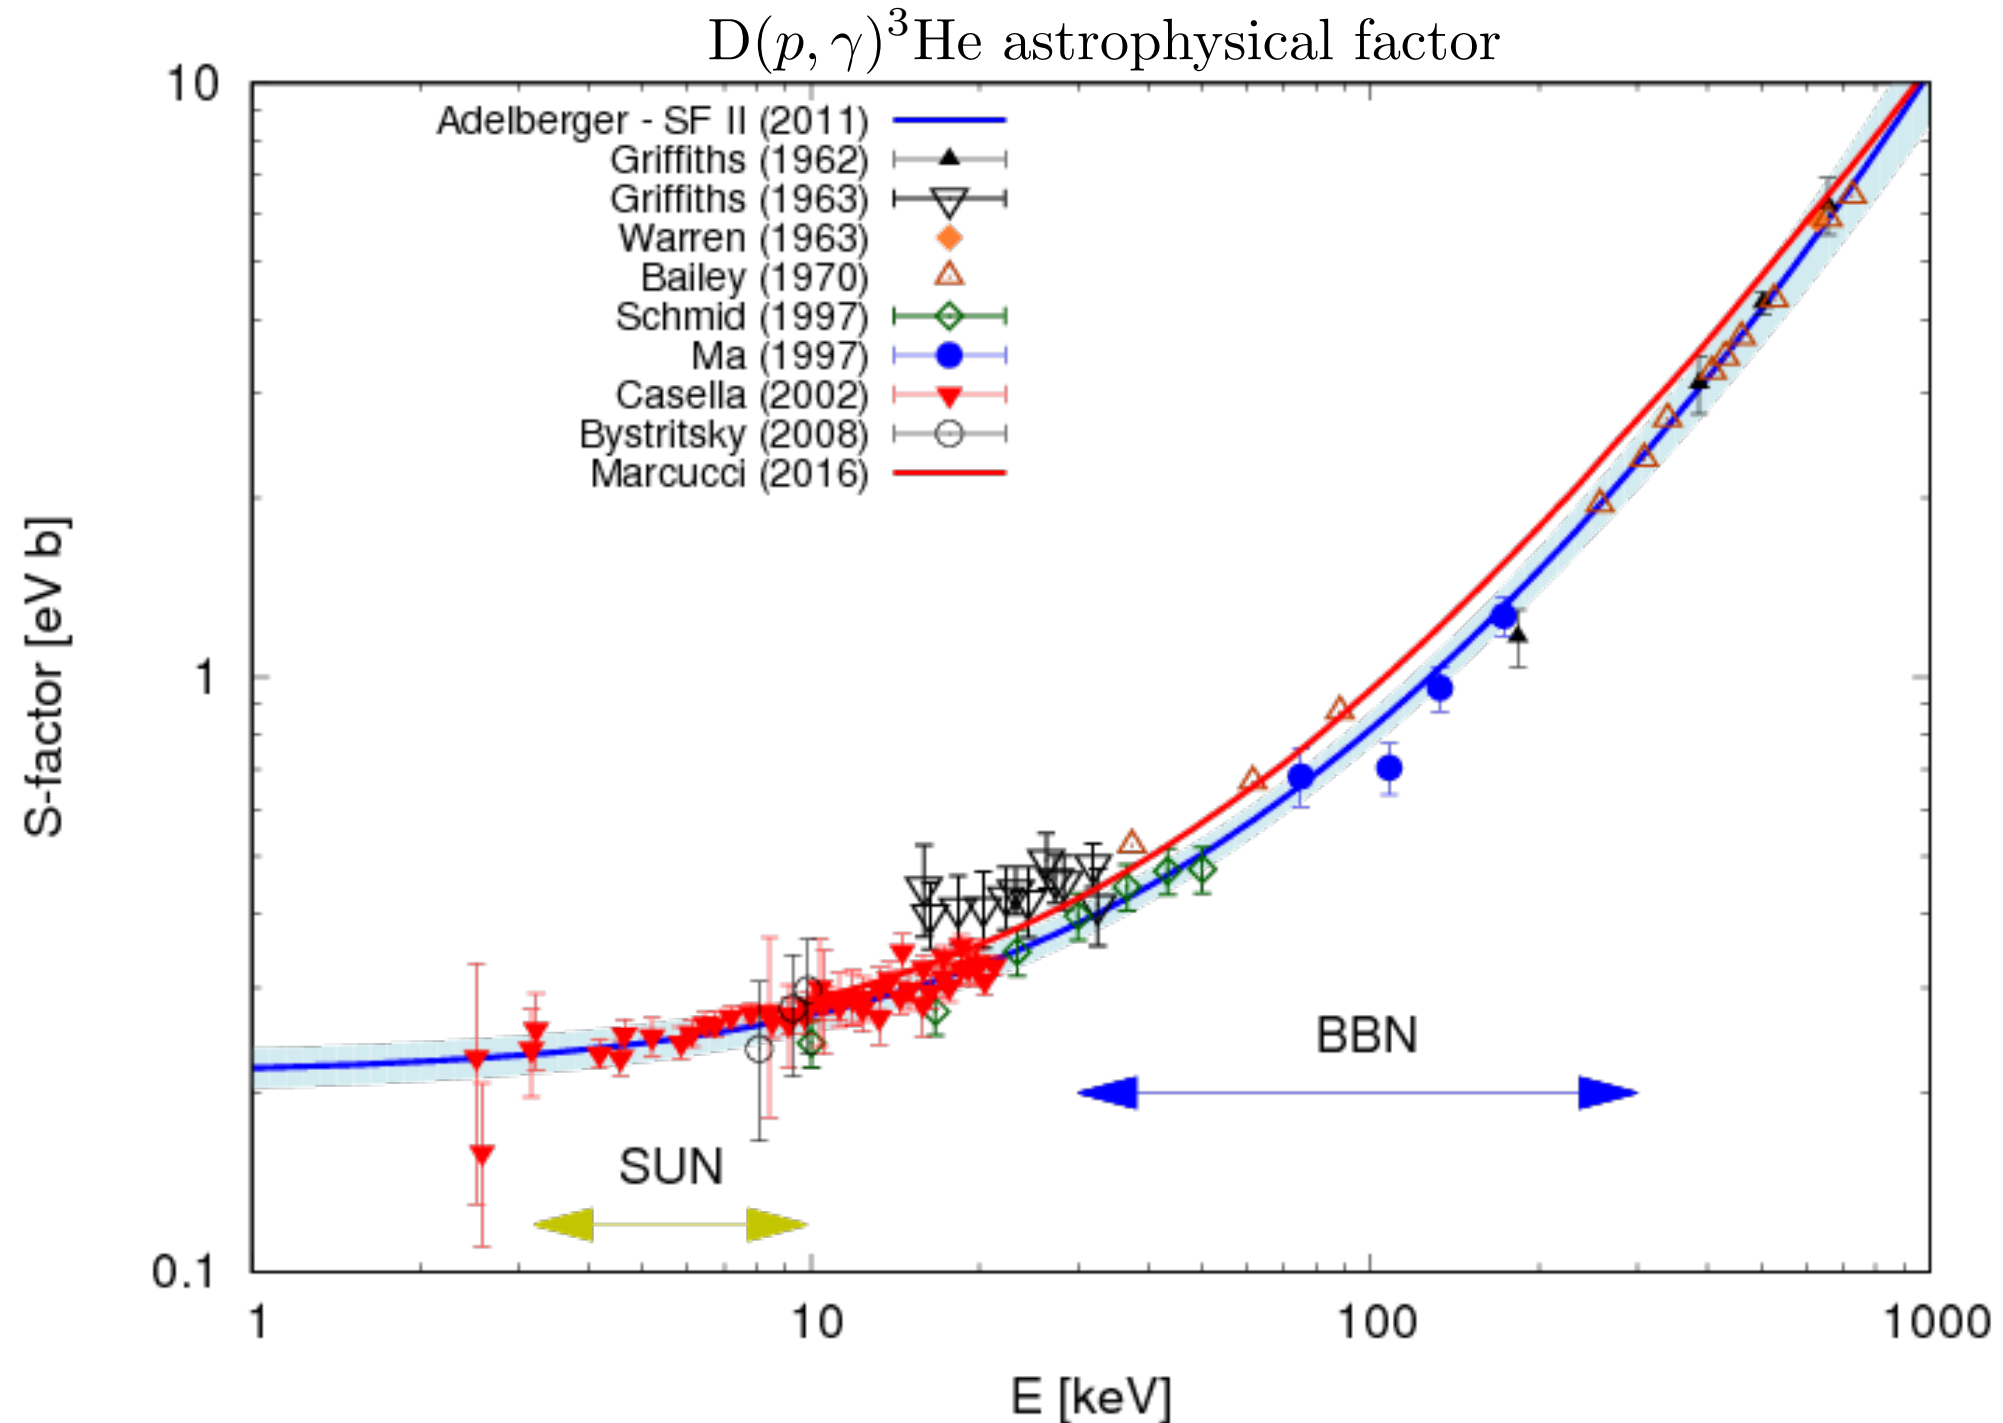 D(p, γ)³He astrophysical factor
10
Adelberger - SF II (2011)
Griffiths (1962)
Griffiths (1963)
Warren (1963)
Bailey (1970)
Schmid (1997)
Ma (1997)
Casella (2002)
Bystritsky (2008)
Marcucci (2016)
S-factor [eV b]
1
BBN
SUN
0.1
1 10 100 1000
E [keV]